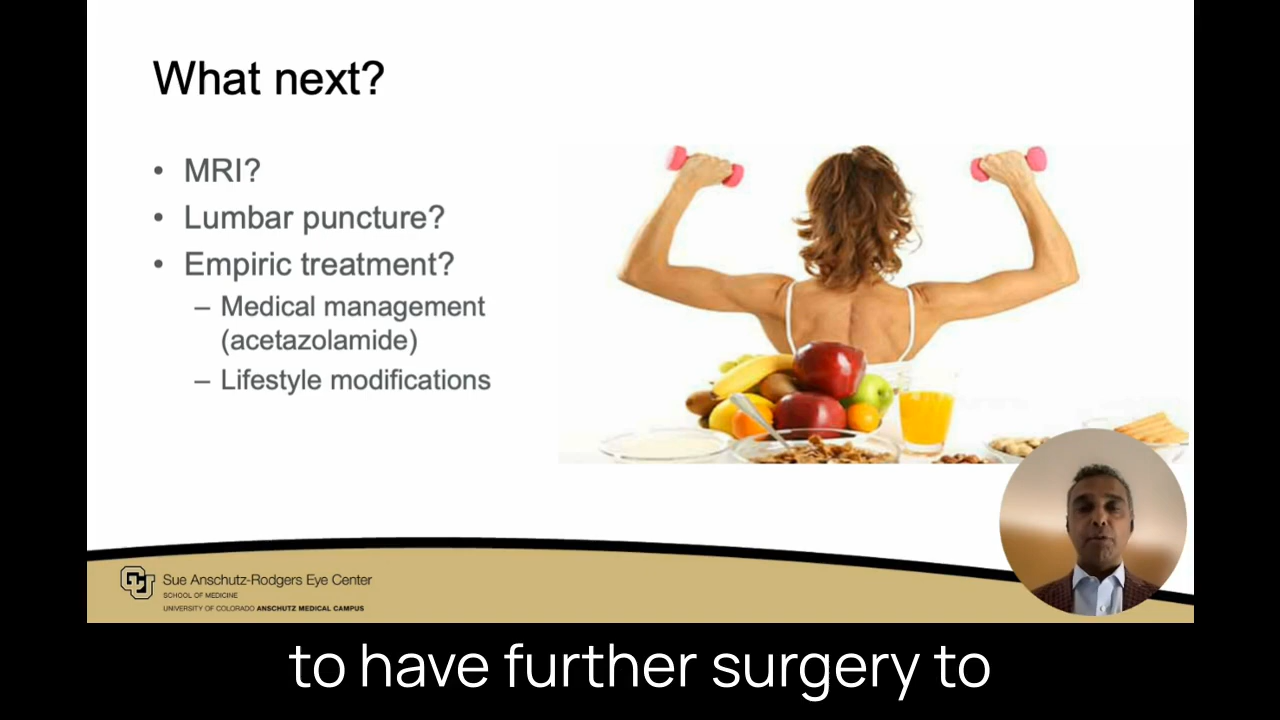 What next?
• MRI?
• Lumbar puncture?
• Empiric treatment?
– Medical management
(acetazolamide)
– Lifestyle modifications
CU
Sue Anschutz-Rodgers Eye Center
SCHOOL OF MEDICINE
UNIVERSITY OF COLORADO ANSCHUTZ MEDICAL CAMPUS
to have further surgery to